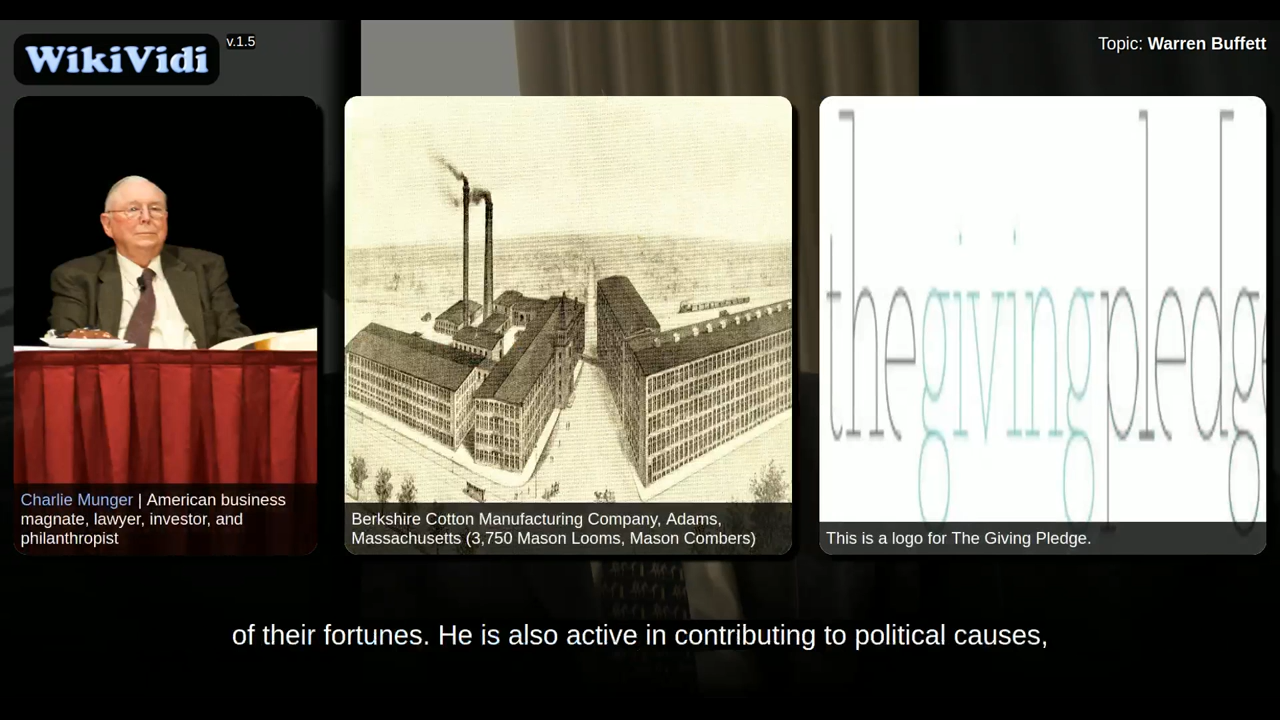 WikiVidi
v.1.5
Topic: Warren Buffett
Charlie Munger | American business
magnate, lawyer, investor, and
philanthropist
Berkshire Cotton Manufacturing Company, Adams,
Massachusetts (3,750 Mason Looms, Mason Combers)
thegivingpledg
This is a logo for The Giving Pledge.
of their fortunes. He is also active in contributing to political causes,